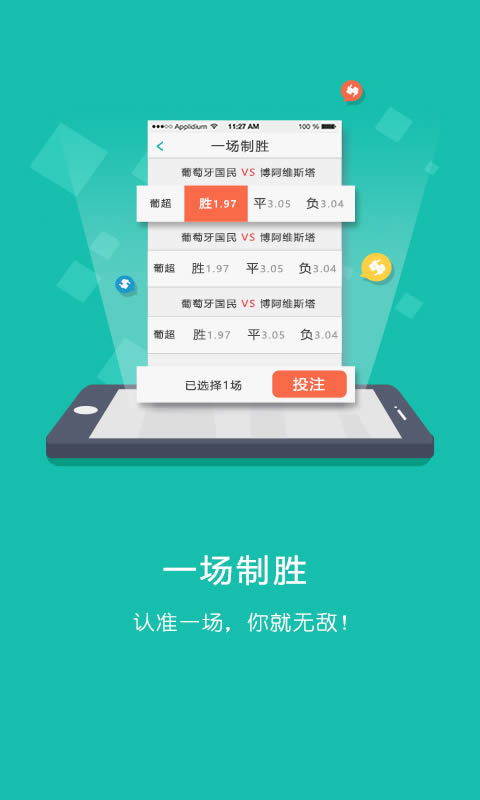 ●●●○○ Applidium 11:27 AM 100 %
一场制胜
葡萄牙国民 VS 博阿维斯塔
葡超 胜1.97 平3.05 负3.04
葡萄牙国民 VS 博阿维斯塔
葡超 胜1.97 平3.05 负3.04
葡萄牙国民 VS 博阿维斯塔
葡超 胜1.97 平3.05 负3.04
已选择1场 投注
一场制胜
认准一场，你就无敌！